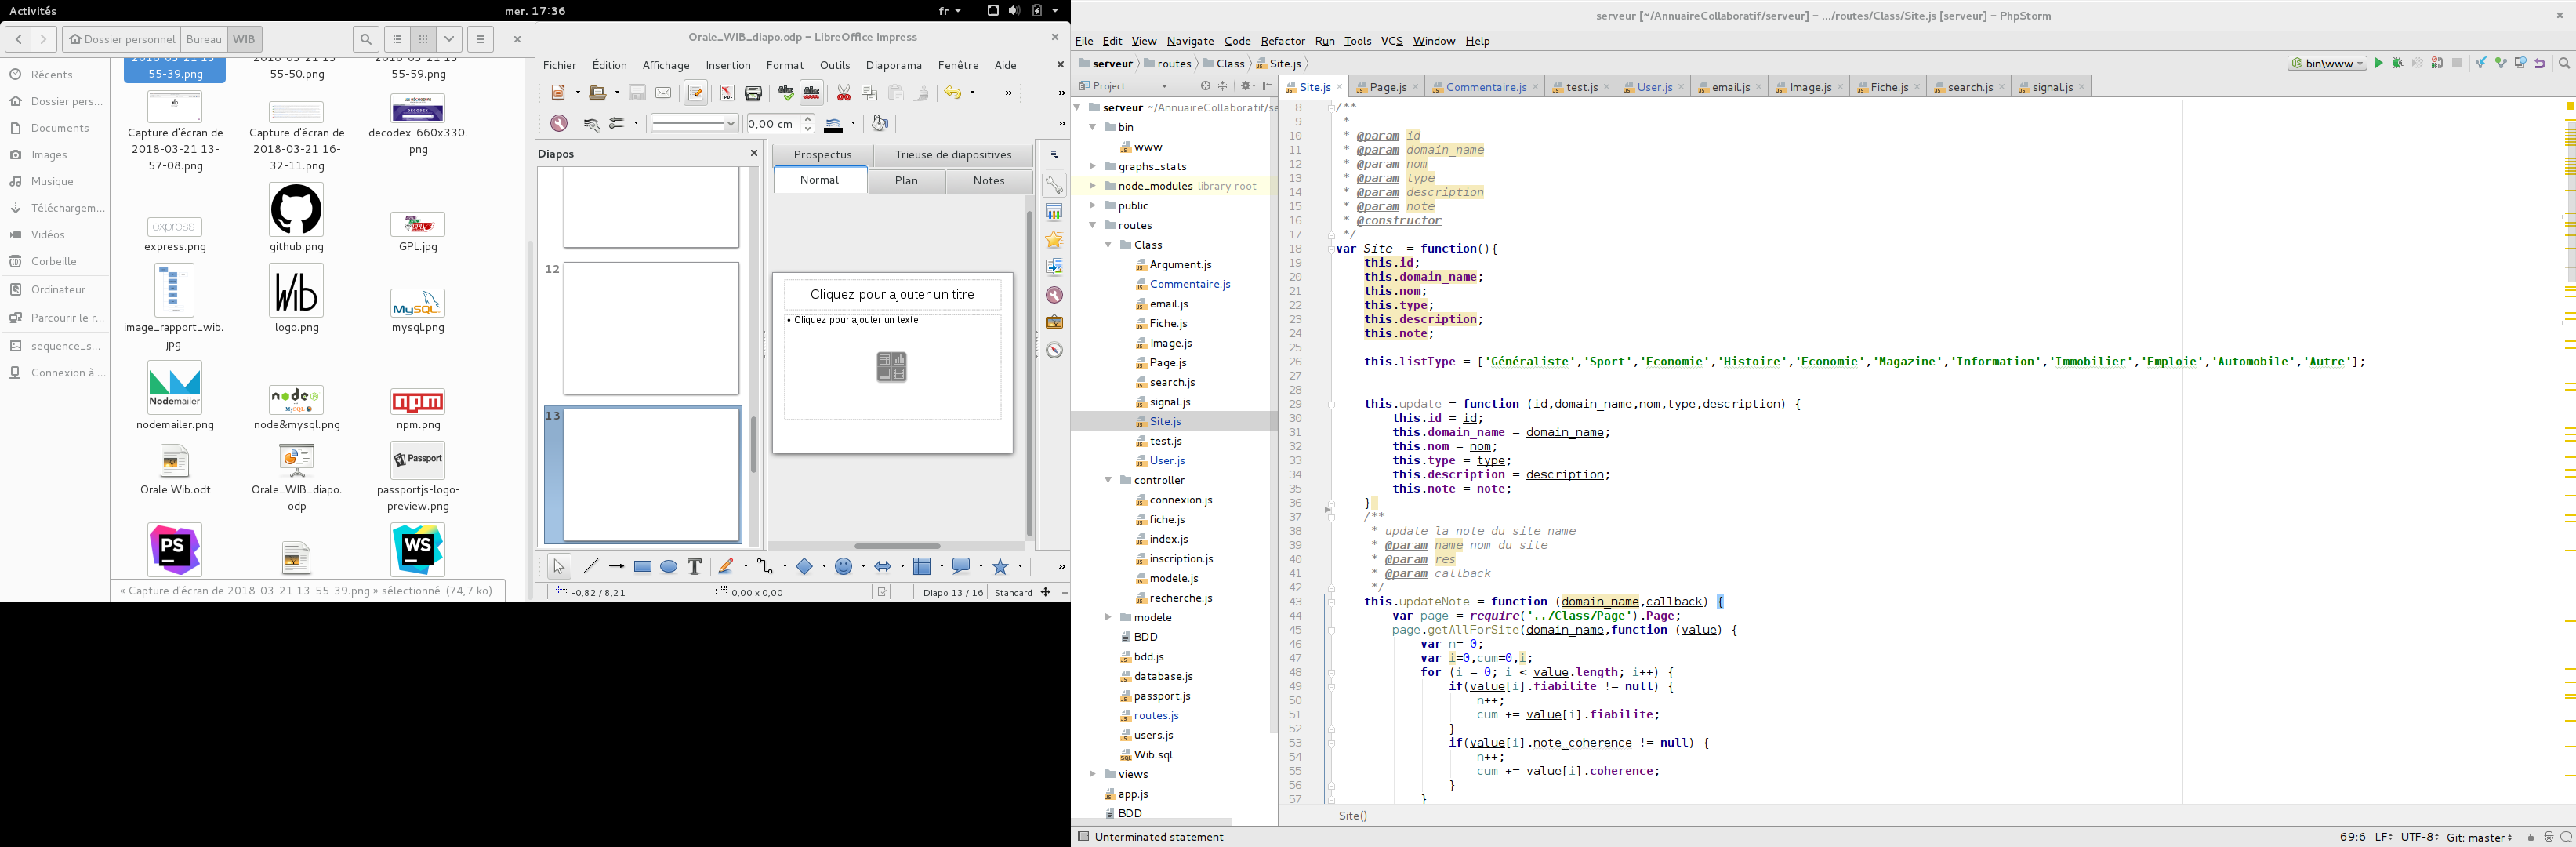 Activités
mer. 17:36
fr
Dossier personnel
Bureau
WIB
Récents
Dossier pers...
Documents
Images
Musique
Téléchargem...
Vidéos
Corbeille
Ordinateur
Parcourir le r...
sequence_s...
Connexion à ...
55-39.png
55-50.png
55-59.png
Capture d'écran de 2018-03-21 13-57-08.png
Capture d'écran de 2018-03-21 16-32-11.png
decodex-660x330.png
express.png
github.png
GPL.jpg
image_rapport_wib.jpg
logo.png
mysql.png
nodemailer.png
node&mysql.png
npm.png
Orale Wib.odt
Orale_WIB_diapo.odp
passportjs-logo-preview.png
« Capture d'écran de 2018-03-21 13-55-39.png » sélectionné (74,7 ko)
Orale_WIB_diapo.odp – LibreOffice Impress
Fichier Édition Affichage Insertion Format Outils Diaporama Fenêtre Aide
0,00 cm
Diapos
Prospectus
Trieuse de diapositives
Normal
Plan
Notes
12
13
Cliquez pour ajouter un titre
• Cliquez pour ajouter un texte
-0,82 / 8,21
0,00 x 0,00
Diapo 13 / 16
Standard
serveur [~/AnnuaireCollaboratif/serveur] – .../routes/Class/Site.js [serveur] – PhpStorm
File Edit View Navigate Code Refactor Run Tools VCS Window Help
serveur routes Class Site.js
bin\www
Project
Site.js Page.js Commentaire.js test.js User.js email.js Image.js Fiche.js search.js signal.js
serveur ~/AnnuaireCollaboratif/se
bin
www
graphs_stats
node_modules library root
public
routes
Class
Argument.js
Commentaire.js
email.js
Fiche.js
Image.js
Page.js
search.js
signal.js
Site.js
test.js
User.js
controller
connexion.js
fiche.js
index.js
inscription.js
modele.js
recherche.js
modele
BDD
bdd.js
database.js
passport.js
routes.js
users.js
Wib.sql
views
app.js
BDD
8 /**
9 *
10 * @param id
11 * @param domain_name
12 * @param nom
13 * @param type
14 * @param description
15 * @param note
16 * @constructor
17 */
18 var Site = function(){
19 this.id;
20 this.domain_name;
21 this.nom;
22 this.type;
23 this.description;
24 this.note;
25
26 this.listType = ['Généraliste','Sport','Economie','Histoire','Economie','Magazine','Information','Immobilier','Emploie','Automobile','Autre'];
27
28
29 this.update = function (id,domain_name,nom,type,description) {
30 this.id = id;
31 this.domain_name = domain_name;
32 this.nom = nom;
33 this.type = type;
34 this.description = description;
35 this.note = note;
36 }
37 /**
38 * update la note du site name
39 * @param name nom du site
40 * @param res
41 * @param callback
42 */
43 this.updateNote = function (domain_name,callback) {
44 var page = require('../Class/Page').Page;
45 page.getAllForSite(domain_name,function (value) {
46 var n= 0;
47 var i=0,cum=0,i;
48 for (i = 0; i < value.length; i++) {
49 if(value[i].fiabilite != null) {
50 n++;
51 cum += value[i].fiabilite;
52 }
53 if(value[i].note_coherence != null) {
54 n++;
55 cum += value[i].coherence;
56 }
57 }
Site()
Unterminated statement
69:6 LF UTF-8 Git: master